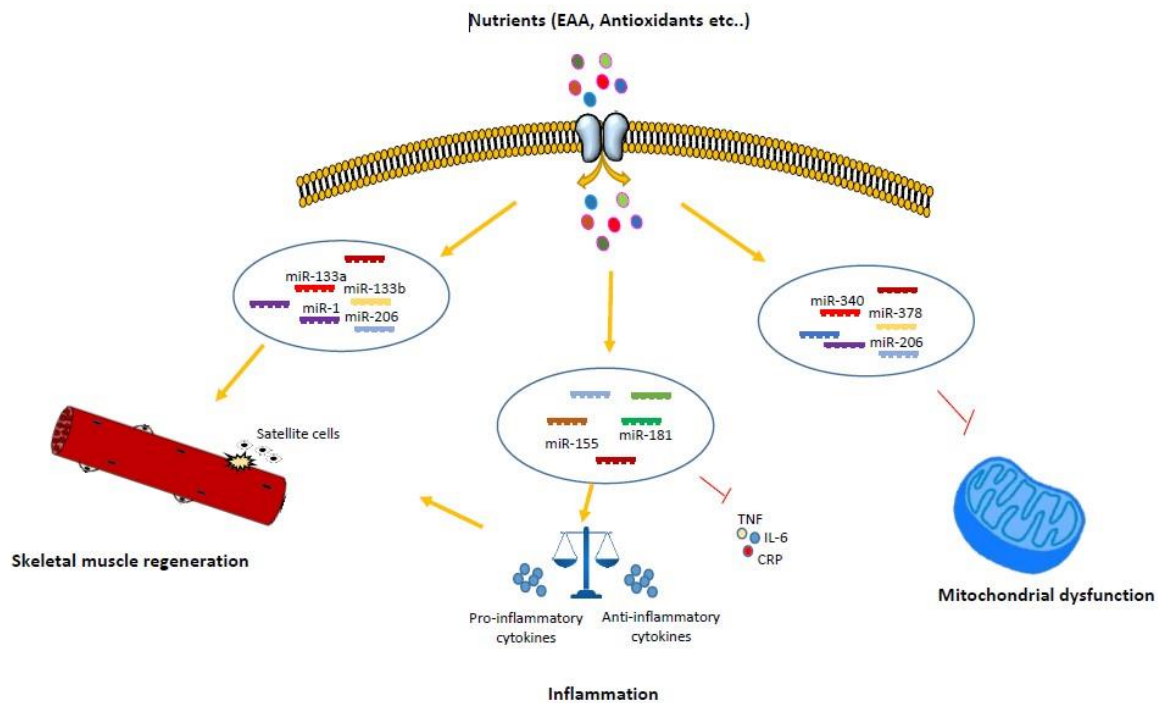 Nutrients (EAA, Antioxidants etc..)
miR-133a
miR-133b
miR-1
miR-206
miR-340
miR-378
miR-206
miR-155
miR-181
Satellite cells
Skeletal muscle regeneration
TNF
IL-6
CRP
Pro-inflammatory
cytokines
Anti-inflammatory
cytokines
Mitochondrial dysfunction
Inflammation